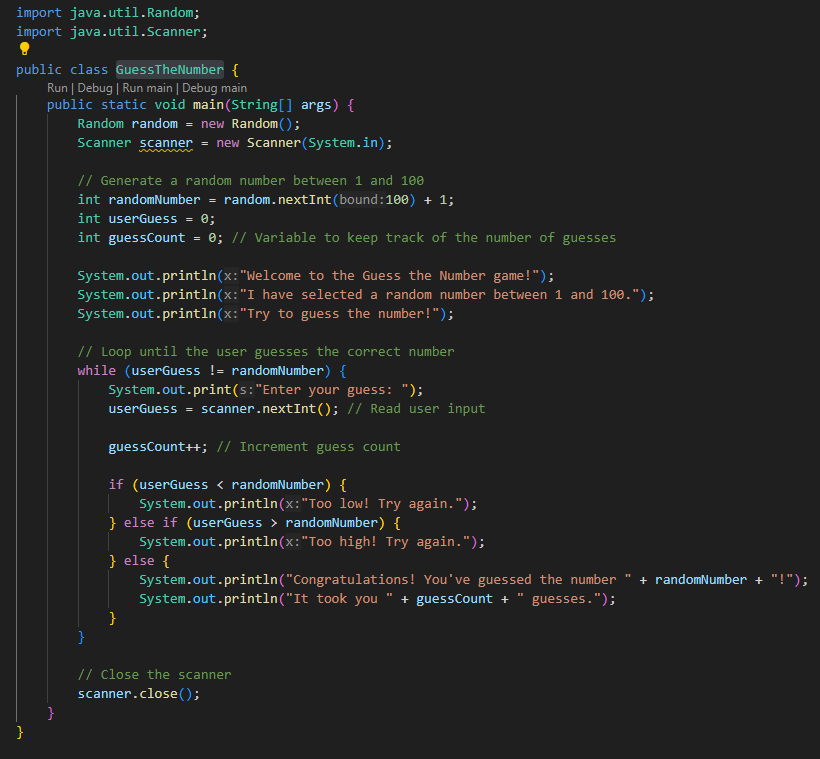 import java.util.Random;
import java.util.Scanner;
public class GuessTheNumber {
Run | Debug | Run main | Debug main
public static void main(String[] args) {
Random random = new Random();
Scanner scanner = new Scanner(System.in);
// Generate a random number between 1 and 100
int randomNumber = random.nextInt(bound:100) + 1;
int userGuess = 0;
int guessCount = 0; // Variable to keep track of the number of guesses
System.out.println(x:"Welcome to the Guess the Number game!");
System.out.println(x:"I have selected a random number between 1 and 100.");
System.out.println(x:"Try to guess the number!");
// Loop until the user guesses the correct number
while (userGuess != randomNumber) {
System.out.print(s:"Enter your guess: ");
userGuess = scanner.nextInt(); // Read user input
guessCount++; // Increment guess count
if (userGuess < randomNumber) {
System.out.println(x:"Too low! Try again.");
} else if (userGuess > randomNumber) {
System.out.println(x:"Too high! Try again.");
} else {
System.out.println("Congratulations! You've guessed the number " + randomNumber + "!");
System.out.println("It took you " + guessCount + " guesses.");
}
}
// Close the scanner
scanner.close();
}
}